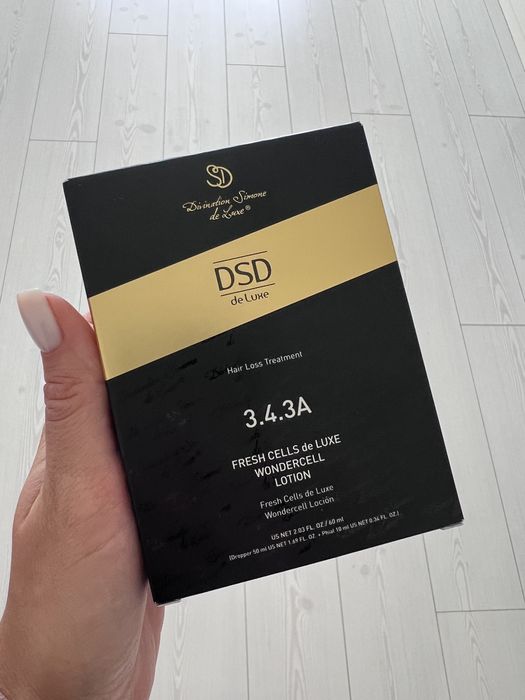 SD
Divination Simone
de Luxe®
DSD
de Luxe
Hair Loss Treatment
3.4.3A
FRESH CELLS de LUXE
WONDERCELL
LOTION
Fresh Cells de Luxe
Wondercell Loción
US NET 2.03 FL. OZ / 60 ml
(Dropper 50 ml US NET 1.69 FL. OZ. + Phial 10 ml US NET 0.34 FL. OZ.)